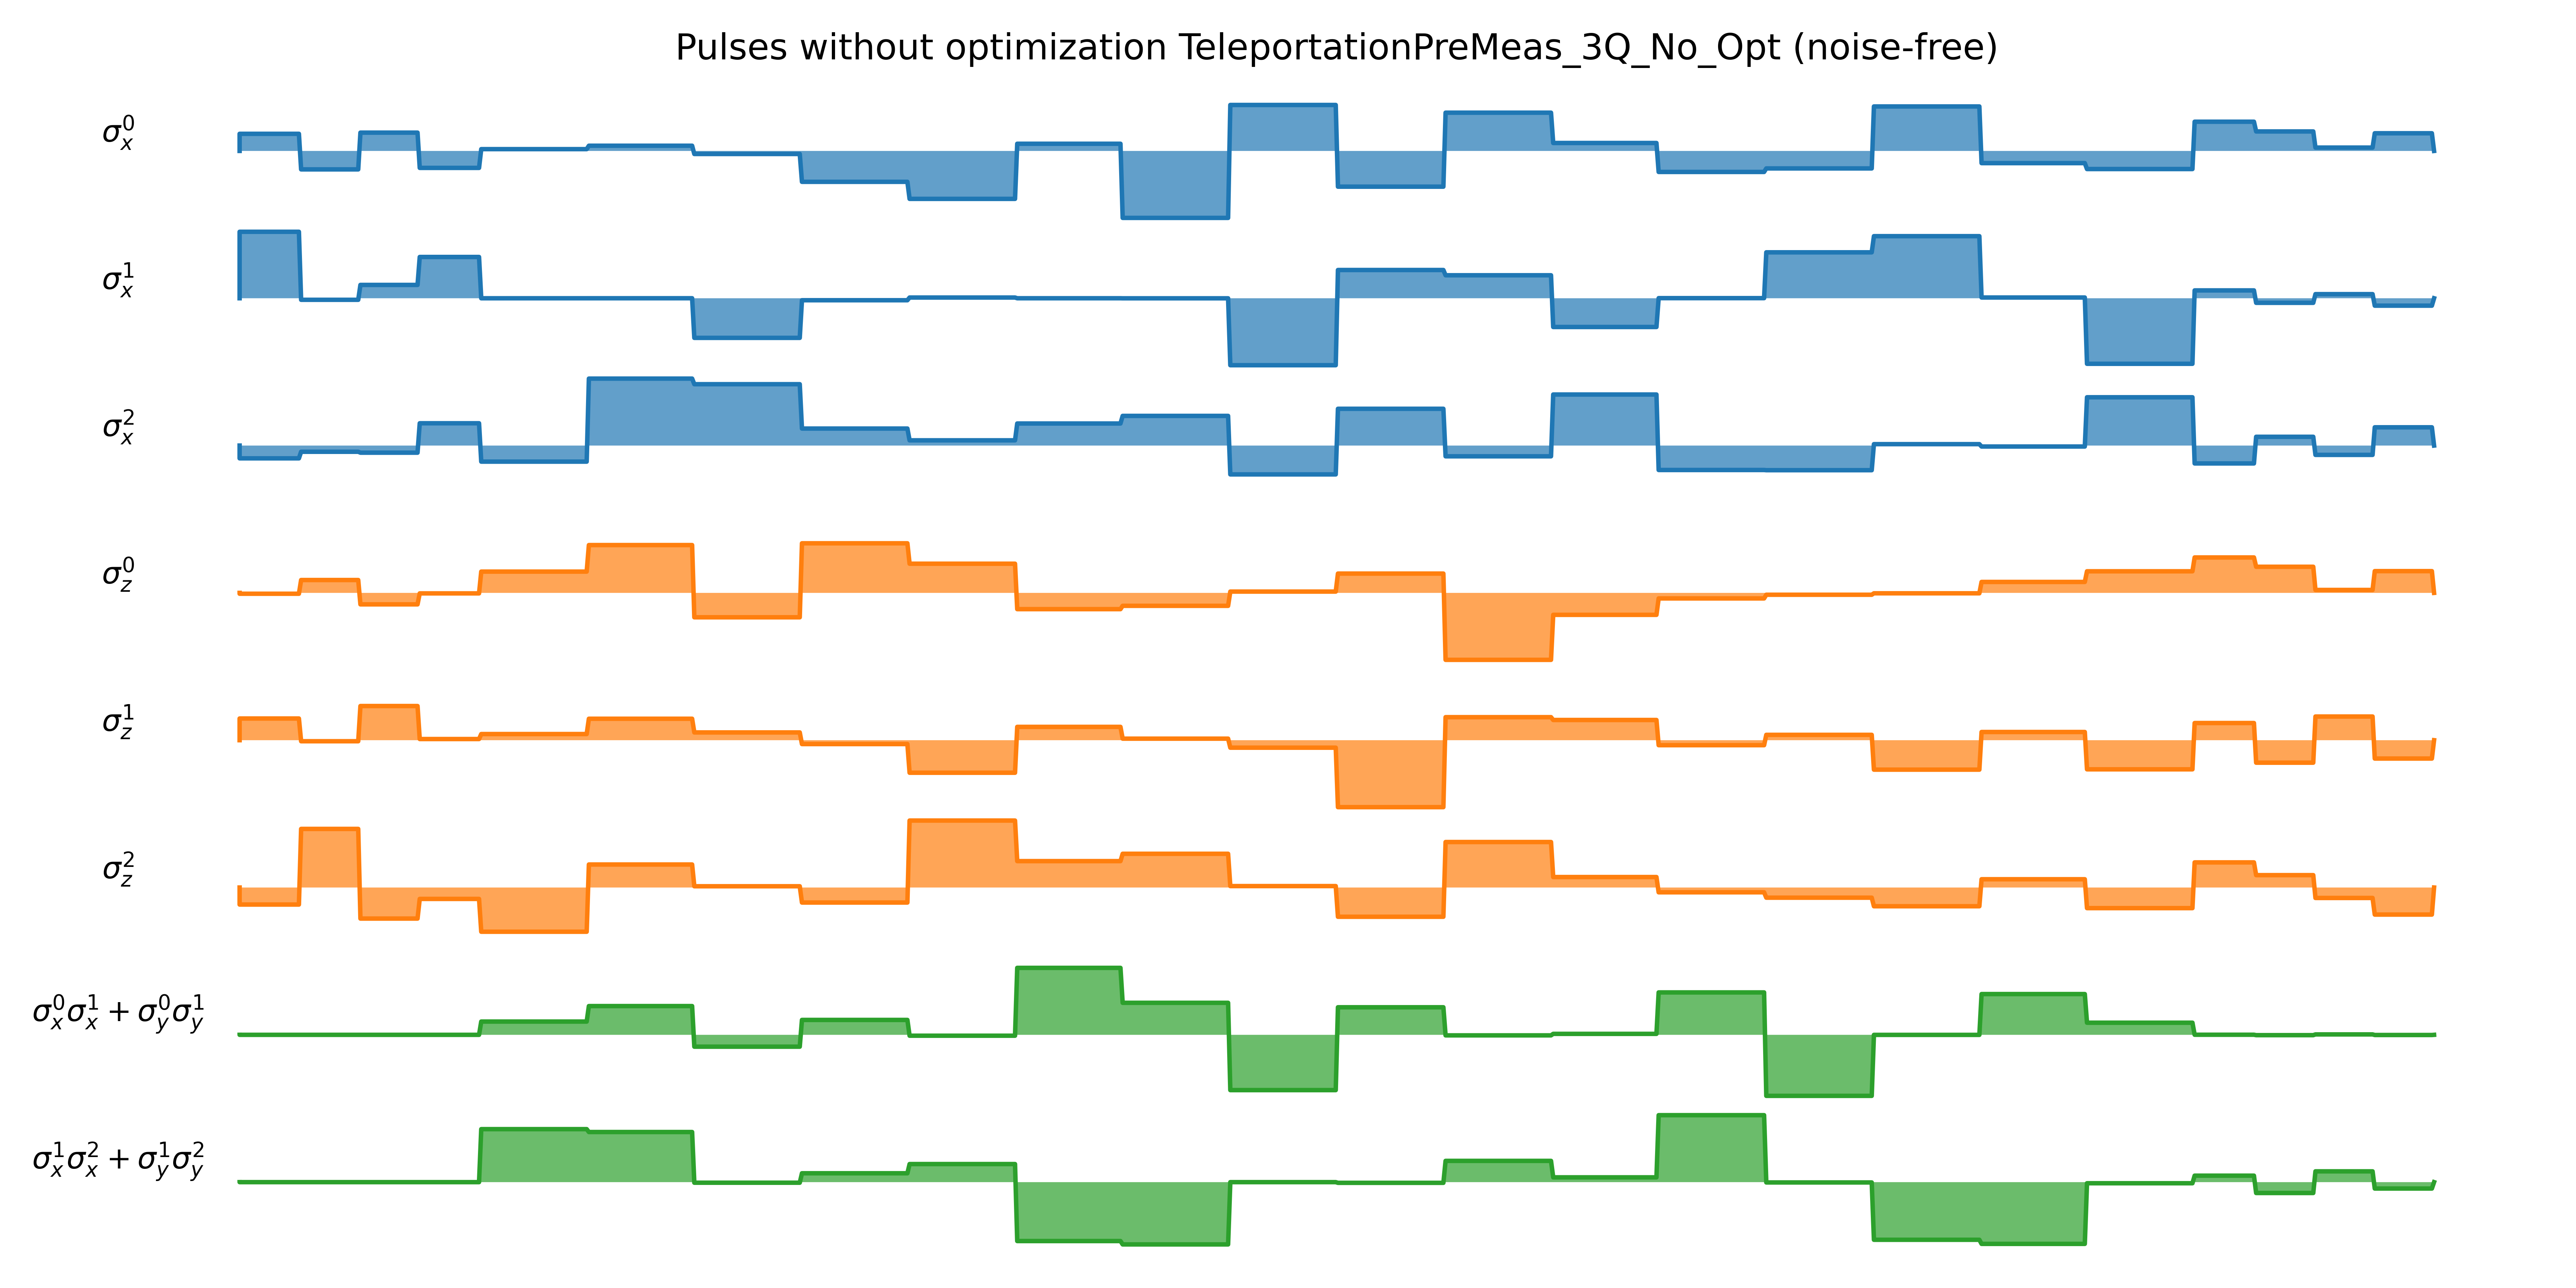 Pulses without optimization TeleportationPreMeas_3Q_No_Opt (noise-free)
σ_x^0
σ_x^1
σ_x^2
σ_z^0
σ_z^1
σ_z^2
σ_x^0σ_x^1 + σ_y^0σ_y^1
σ_x^1σ_x^2 + σ_y^1σ_y^2